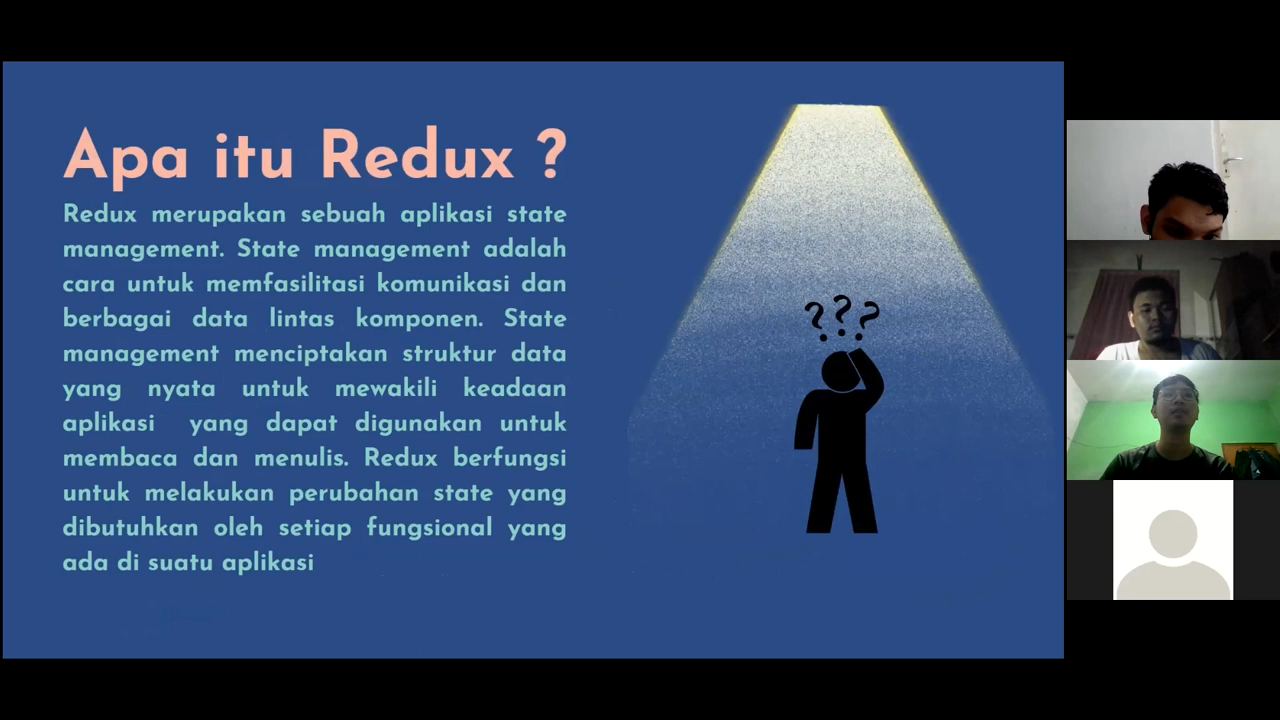 Apa itu Redux ?
Redux merupakan sebuah aplikasi state
management. State management adalah
cara untuk memfasilitasi komunikasi dan
berbagai data lintas komponen. State
management menciptakan struktur data
yang nyata untuk mewakili keadaan
aplikasi yang dapat digunakan untuk
membaca dan menulis. Redux berfungsi
untuk melakukan perubahan state yang
dibutuhkan oleh setiap fungsional yang
ada di suatu aplikasi
???